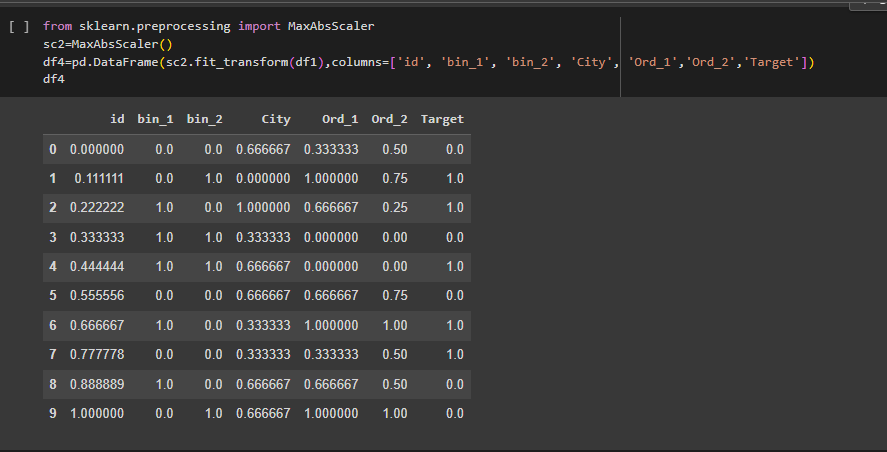 [ ] from sklearn.preprocessing import MaxAbsScaler
sc2=MaxAbsScaler()
df4=pd.DataFrame(sc2.fit_transform(df1),columns=['id', 'bin_1', 'bin_2', 'City', 'Ord_1','Ord_2','Target'])
df4
id bin_1 bin_2 City Ord_1 Ord_2 Target
0 0.000000 0.0 0.0 0.666667 0.333333 0.50 0.0
1 0.111111 0.0 1.0 0.000000 1.000000 0.75 1.0
2 0.222222 1.0 0.0 1.000000 0.666667 0.25 1.0
3 0.333333 1.0 1.0 0.333333 0.000000 0.00 0.0
4 0.444444 1.0 1.0 0.666667 0.000000 0.00 1.0
5 0.555556 0.0 0.0 0.666667 0.666667 0.75 0.0
6 0.666667 1.0 0.0 0.333333 1.000000 1.00 1.0
7 0.777778 0.0 0.0 0.333333 0.333333 0.50 1.0
8 0.888889 1.0 0.0 0.666667 0.666667 0.50 0.0
9 1.000000 0.0 1.0 0.666667 1.000000 1.00 0.0